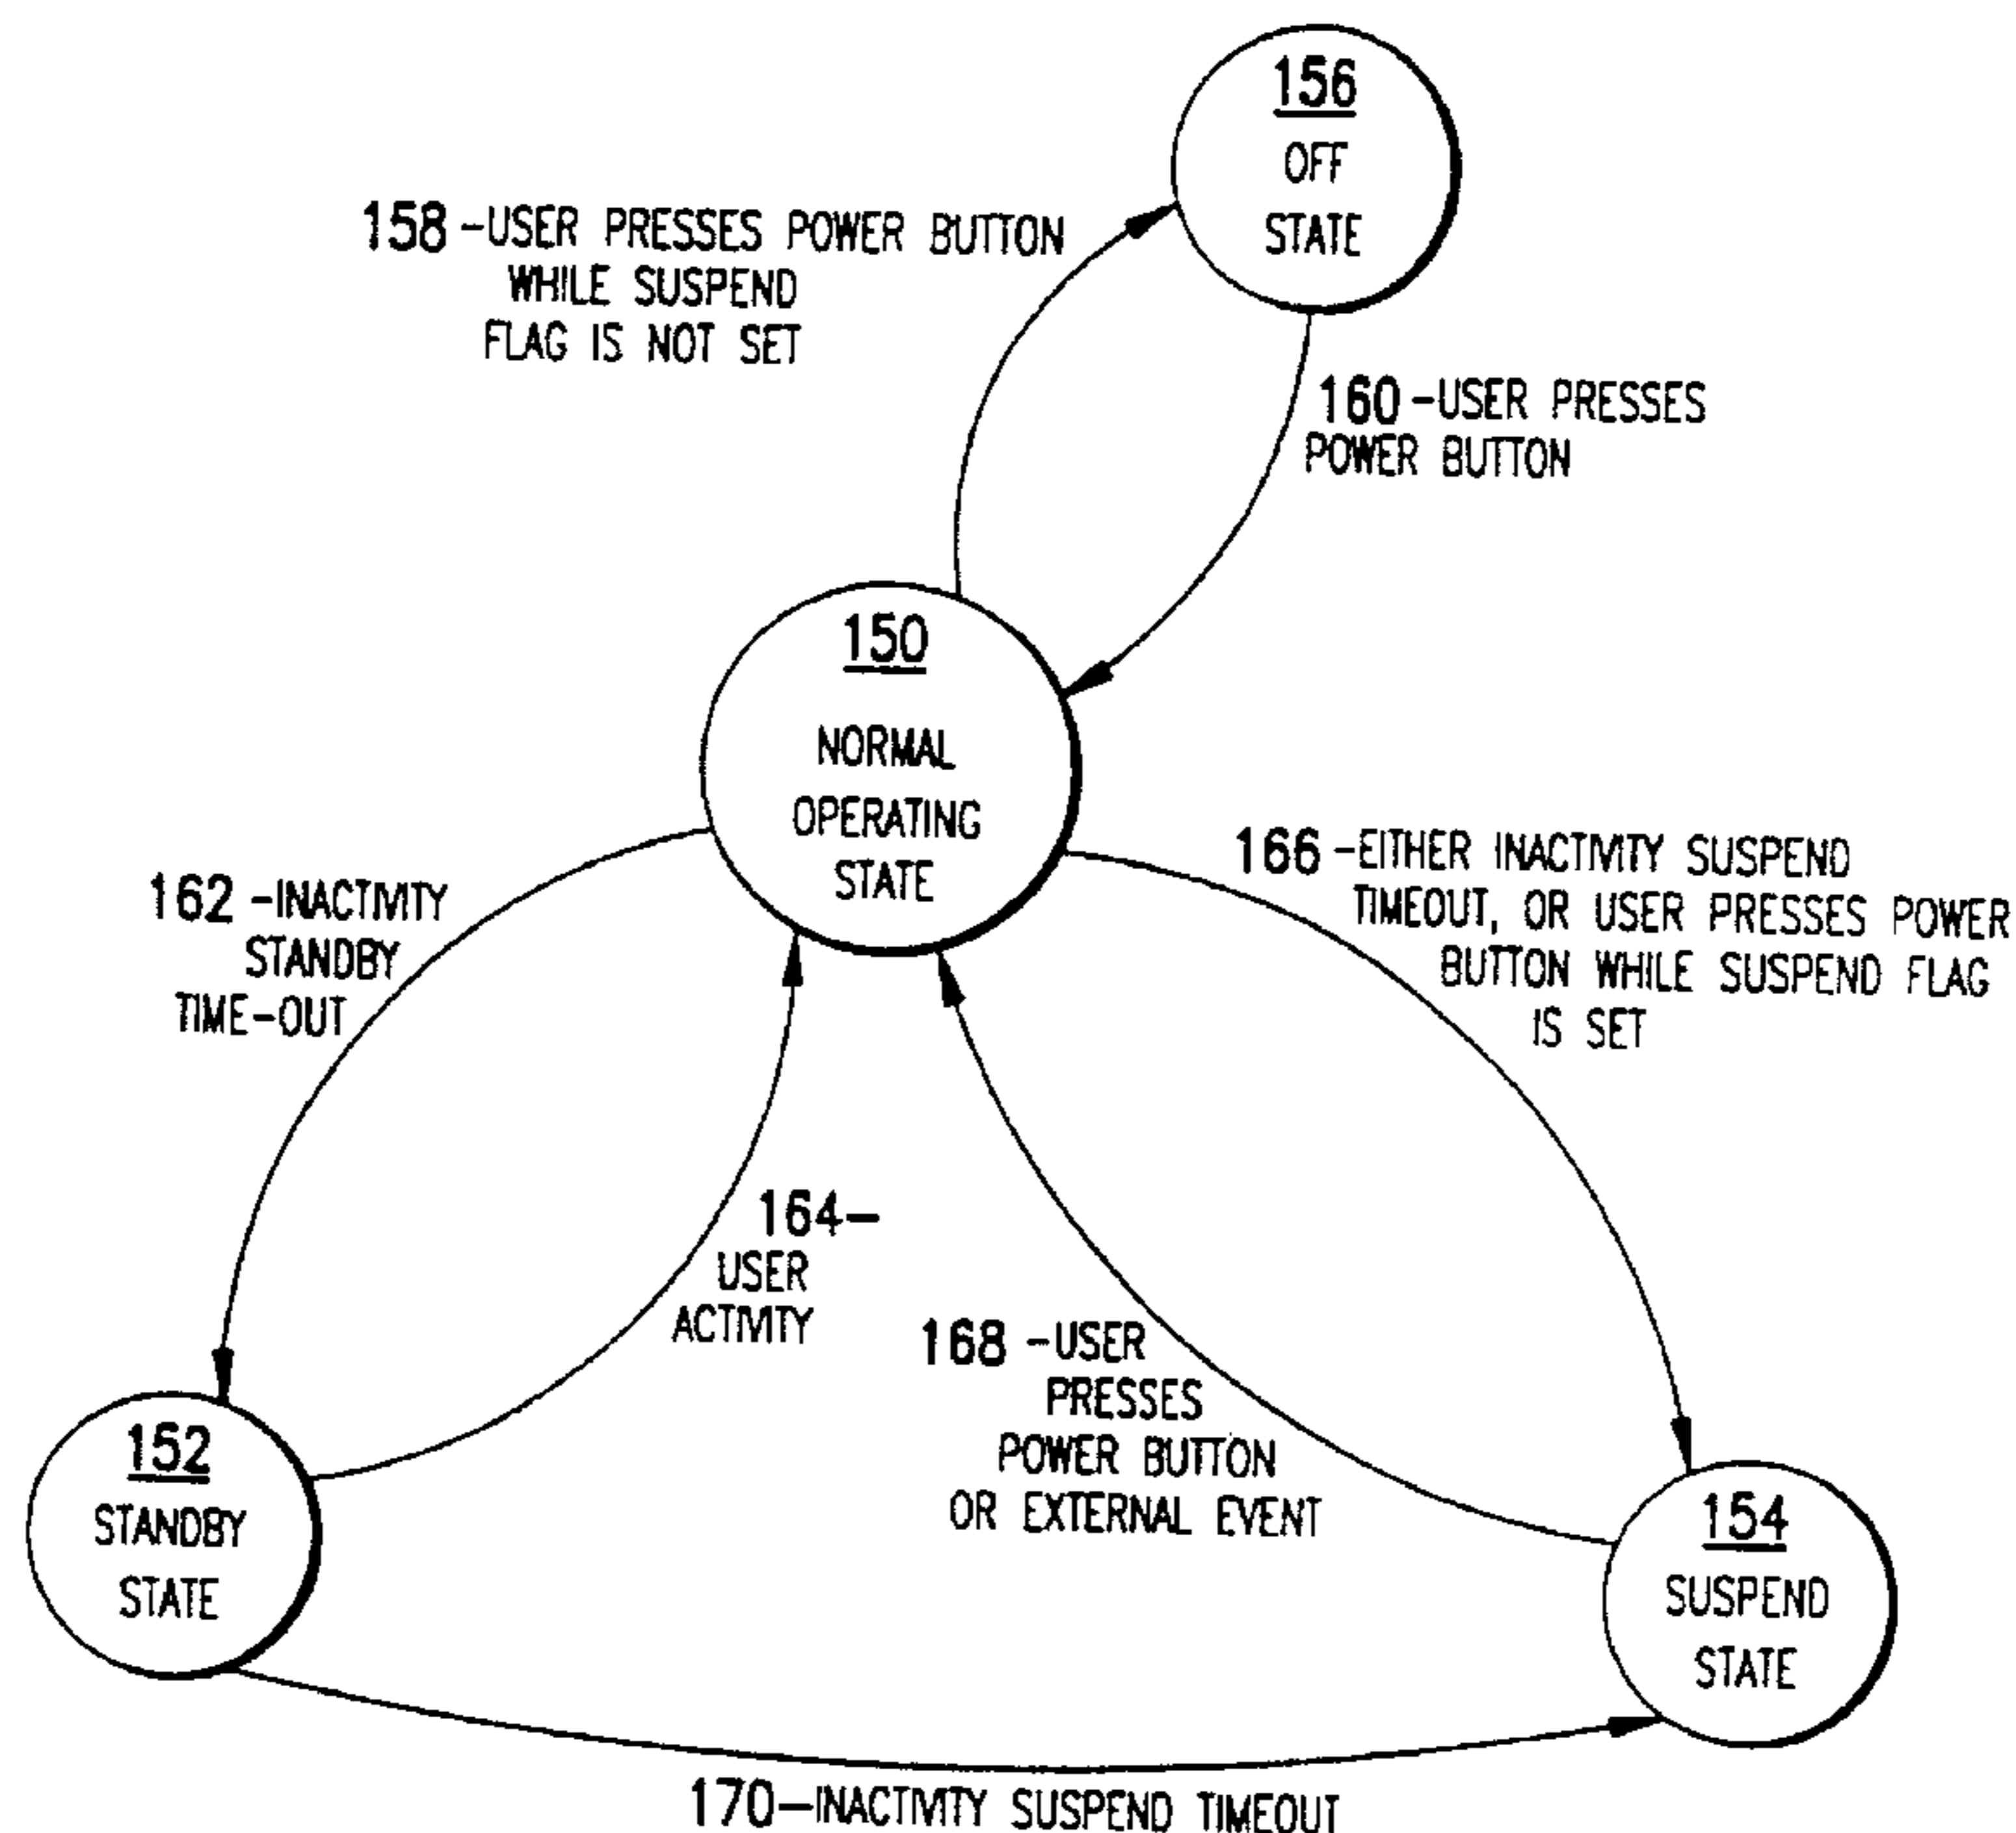 156
OFF
STATE
158 -USER PRESSES POWER BUTTON
WHILE SUSPEND
FLAG IS NOT SET
160 -USER PRESSES
POWER BUTTON
150
NORMAL
OPERATING
STATE
162 -INACTIVITY
STANDBY
TIME-OUT
166 -EITHER INACTIVITY SUSPEND
TIMEOUT, OR USER PRESSES POWER
BUTTON WHILE SUSPEND FLAG
IS SET
164-
USER
ACTIVITY
168 -USER
PRESSES
POWER BUTTON
OR EXTERNAL EVENT
152
STANDBY
STATE
154
SUSPEND
STATE
170-INACTIVITY SUSPEND TIMEOUT